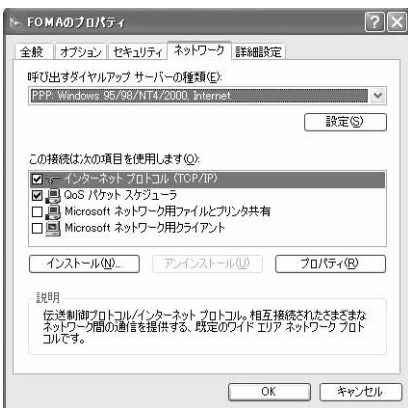 FOMAのプロパティ
全般 オプション セキュリティ ネットワーク 詳細設定
呼び出すダイヤルアップ サーバーの種類(E):
PPP: Windows 95/98/NT4/2000, Internet
設定(S)
この接続は次の項目を使用します(O):
インターネット プロトコル (TCP/IP)
QoS パケット スケジューラ
Microsoft ネットワーク用ファイルとプリンタ共有
Microsoft ネットワーク用クライアント
インストール(N)... アンインストール(U) プロパティ(R)
説明
伝送制御プロトコル/インターネット プロトコル。相互接続されたさまざまな
ネットワーク間の通信を提供する、既定のワイド エリア ネットワーク プロト
コルです。
OK キャンセル